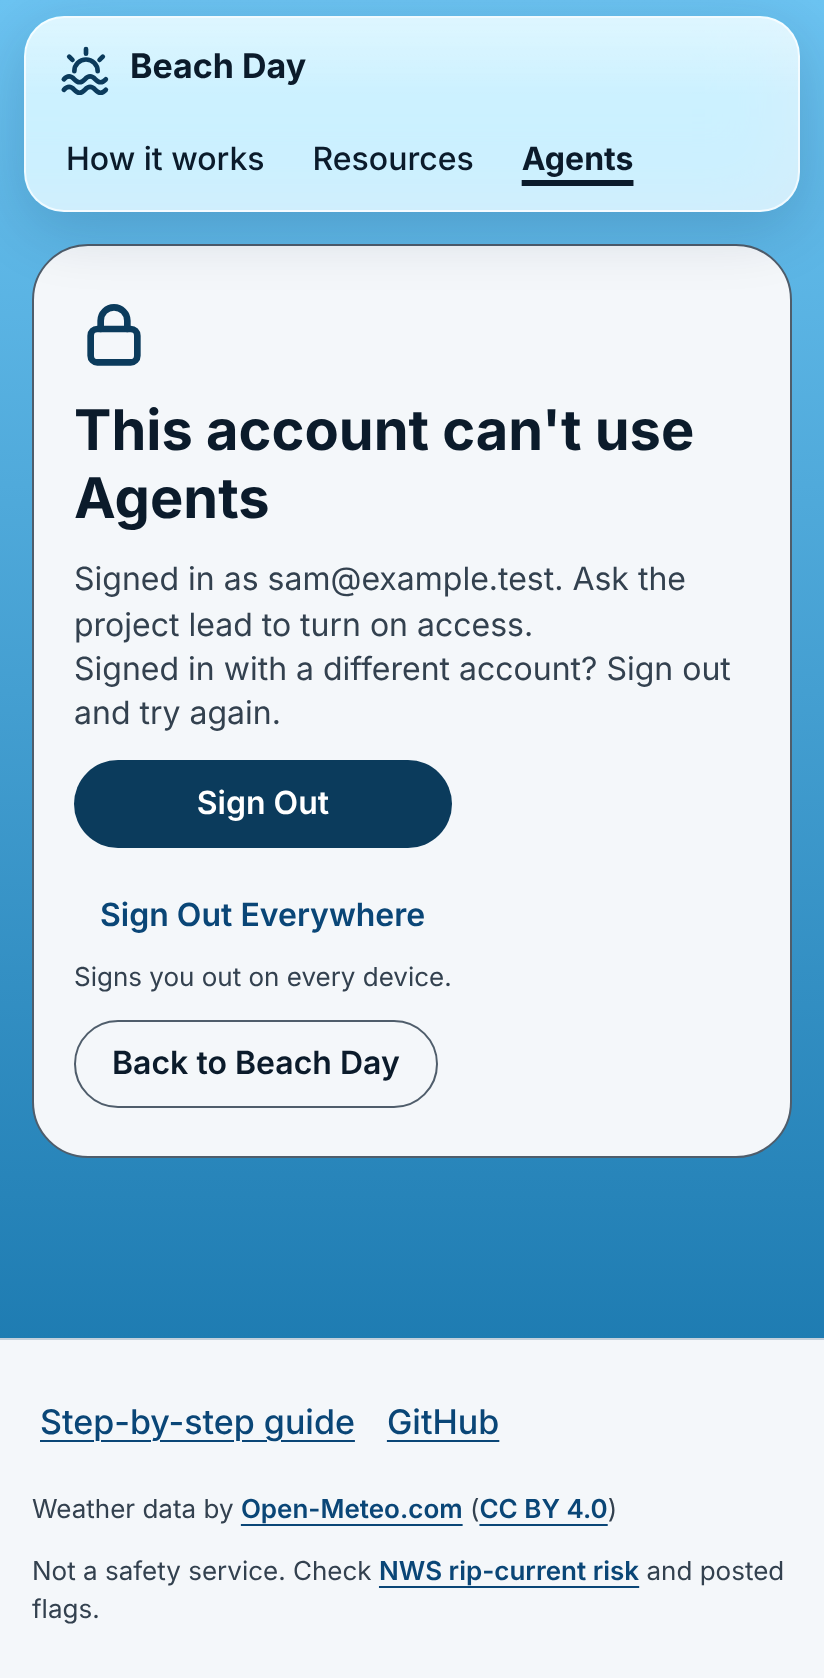 Beach Day
How it works Resources Agents
This account can't use
Agents
Signed in as sam@example.test. Ask the
project lead to turn on access.
Signed in with a different account? Sign out
and try again.
Sign Out
Sign Out Everywhere
Signs you out on every device.
Back to Beach Day
Step-by-step guide GitHub
Weather data by Open-Meteo.com (CC BY 4.0)
Not a safety service. Check NWS rip-current risk and posted
flags.